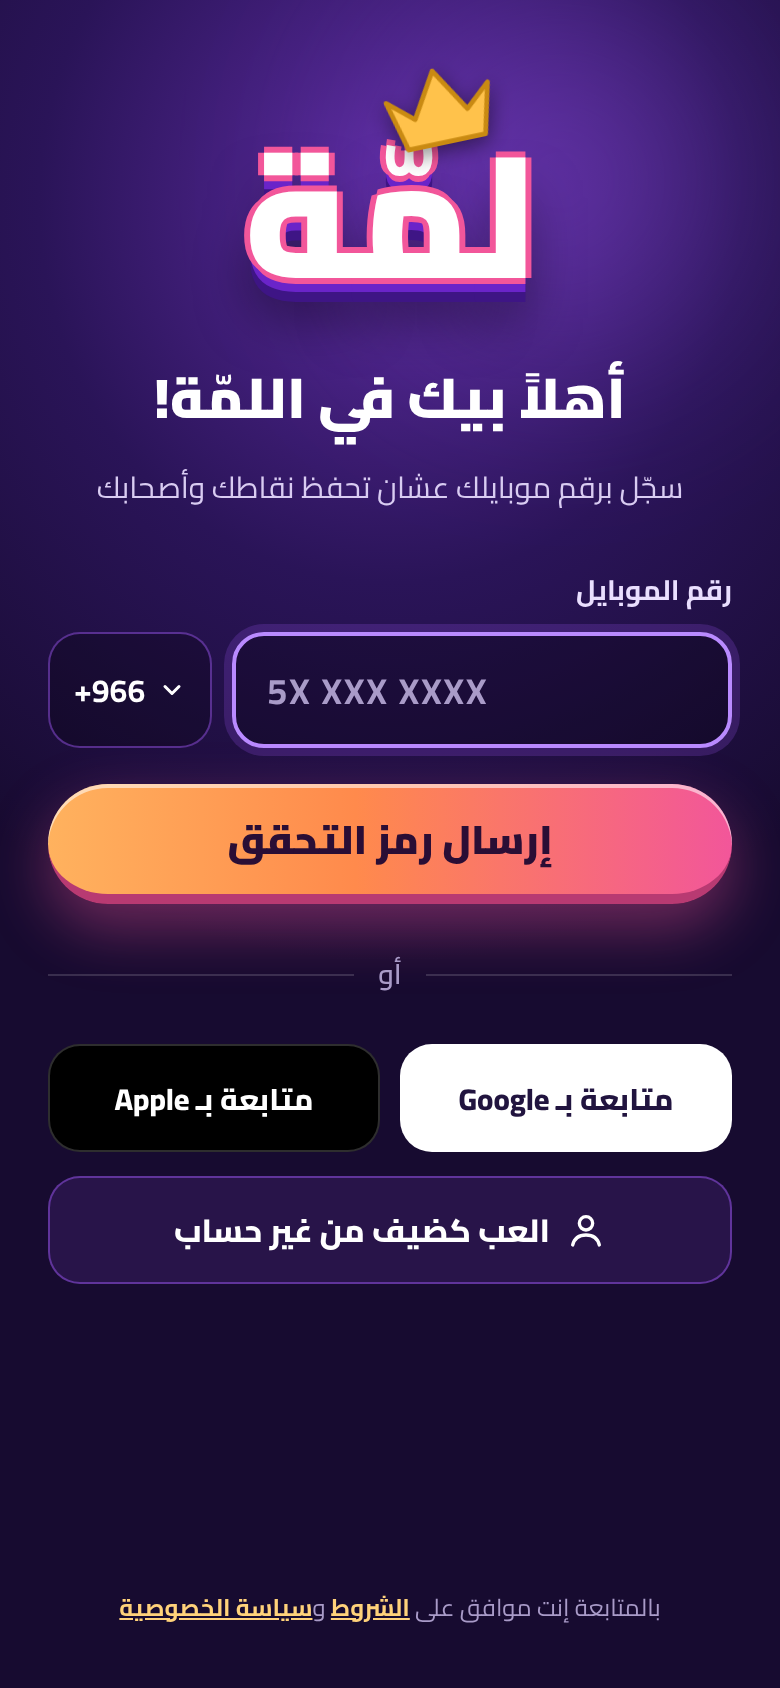 لمّة
أهلاً بيك في اللمّة!
سجّل برقم موبايلك عشان تحفظ نقاطك وأصحابك
رقم الموبايل
+966
5X XXX XXXX
إرسال رمز التحقق
أو
متابعة بـ Google
متابعة بـ Apple
العب كضيف من غير حساب
بالمتابعة إنت موافق على الشروط وسياسة الخصوصية